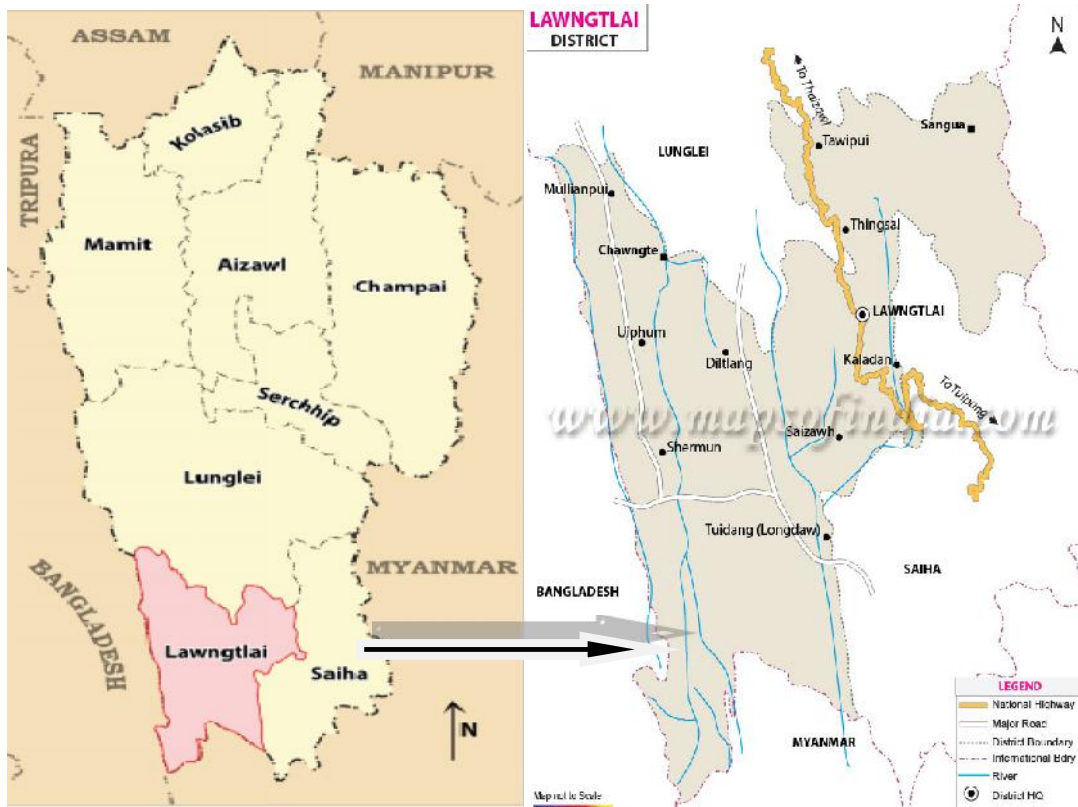 ASSAM
MANIPUR
TRIPURA
Kolasib
Mamit
Aizawl
Champai
Serchhip
Lunglei
BANGLADESH
MYANMAR
Lawngtlai
Saiha
N
LAWNGTLAI
DISTRICT
N
To Thaizawl
Sangua
Tawipui
LUNGLEI
Mullianpui
Thingsal
Chawngte
LAWNGTLAI
Uiphum
Diltlang
Kaladan
To Tuipang
www.mapsofindia.com
Saizawh
Shermun
Tuidang (Longdaw)
SAIHA
BANGLADESH
MYANMAR
LEGEND
National Highway
Major Road
District Boundary
International Bdry
River
District HQ
Map not to Scale